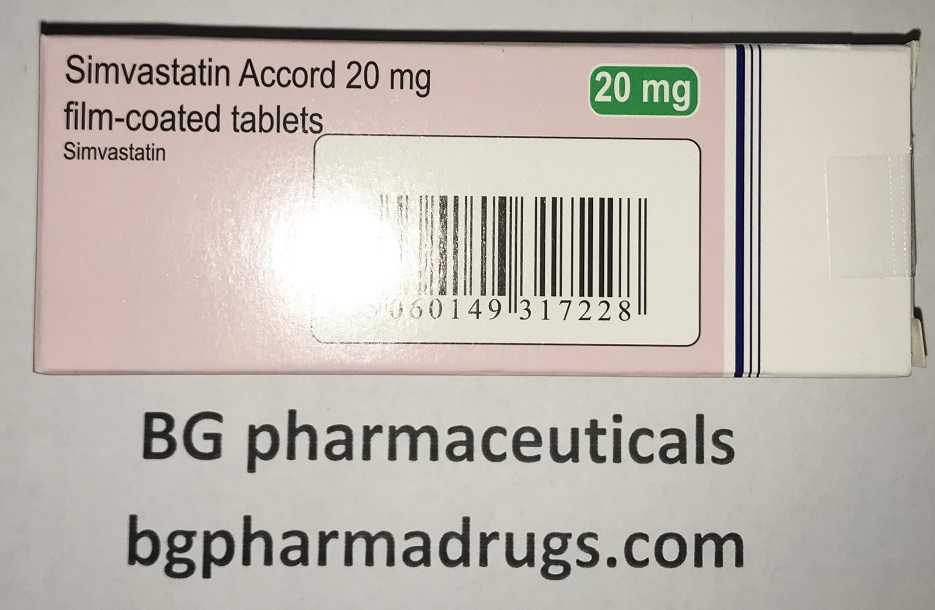 Simvastatin Accord 20 mg
film-coated tablets
Simvastatin
20 mg
060149 317228
BG pharmaceuticals
bgpharmadrugs.com